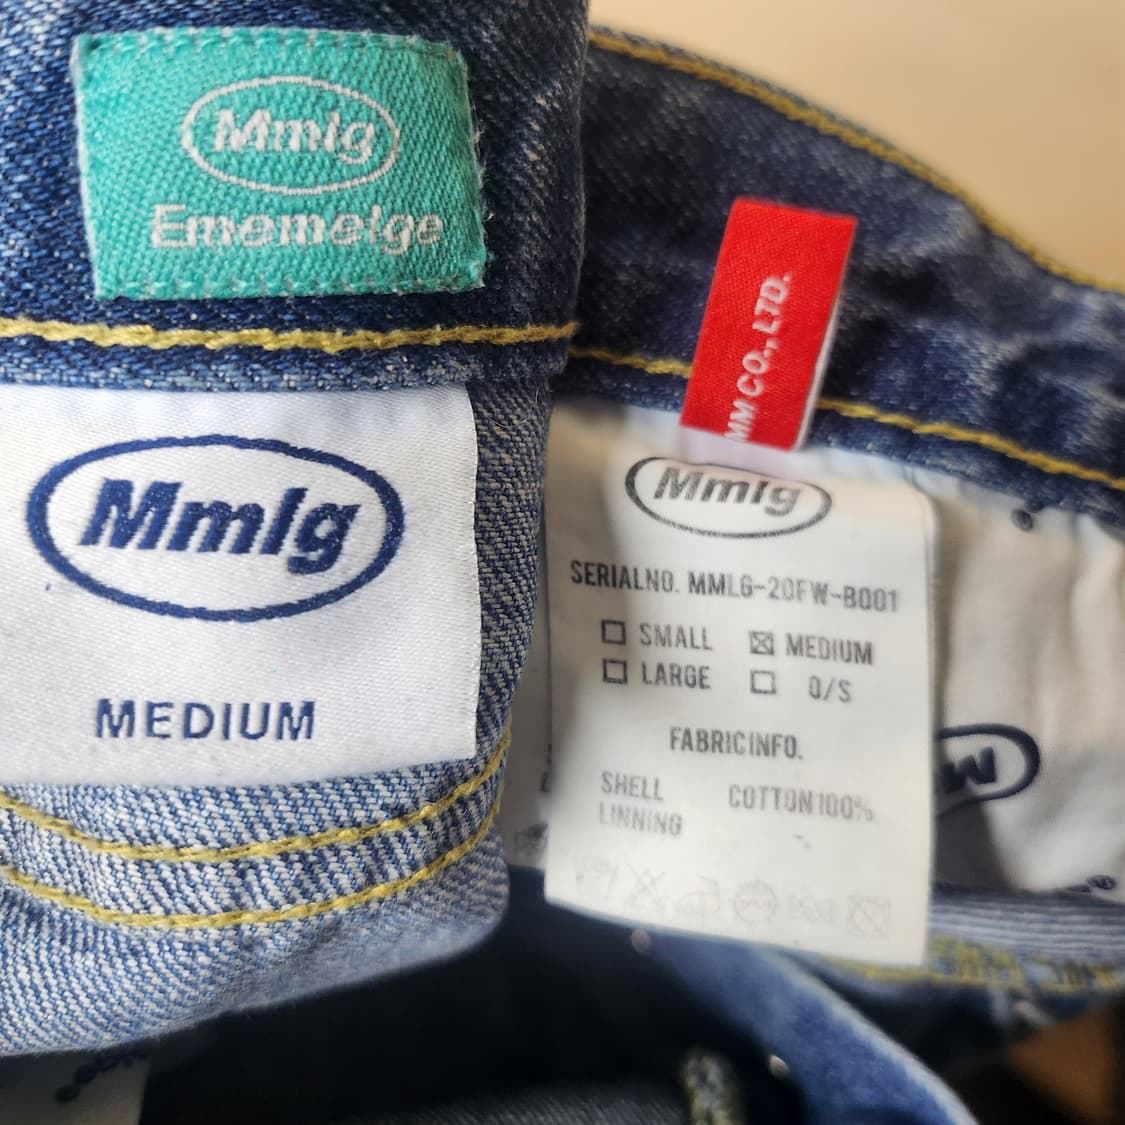 Mmlg
Ememelge
Mmlg
MEDIUM
MM CO., LTD.
Mmlg
SERIALNO. MMLG-20FW-B001
SMALL MEDIUM
LARGE O/S
FABRICINFO.
SHELL COTTON100%
LINNING